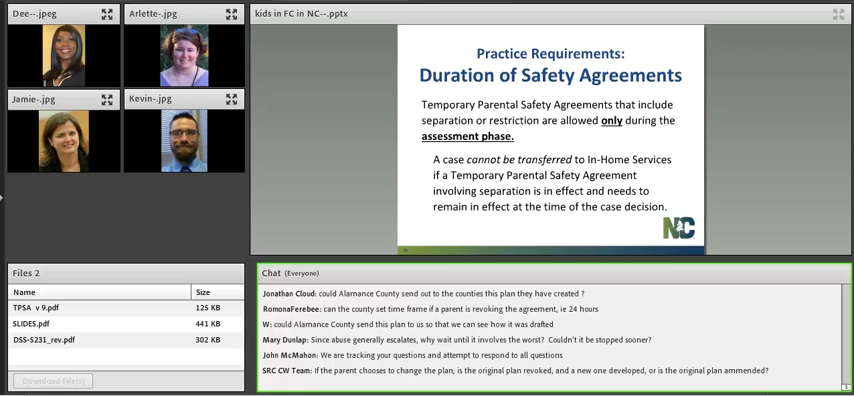 Dee--.jpeg
Arlette-.jpg
kids in FC in NC--.pptx
Jamie-.jpg
Kevin-.jpg
Practice Requirements:
Duration of Safety Agreements
Temporary Parental Safety Agreements that include
separation or restriction are allowed only during the
assessment phase.
A case cannot be transferred to In-Home Services
if a Temporary Parental Safety Agreement
involving separation is in effect and needs to
remain in effect at the time of the case decision.
NC
Files 2
Name Size
TPSA v 9.pdf 125 KB
SLIDES.pdf 441 KB
DSS-5231_rev.pdf 302 KB
Download File(s)
Chat (Everyone)
Jonathan Cloud: could Alamance County send out to the counties this plan they have created ?
RomonaFerebee: can the county set time frame if a parent is revoking the agreement, ie 24 hours
W: could Alamance County send this plan to us so that we can see how it was drafted
Mary Dunlap: Since abuse generally escalates, why wait until it involves the worst? Couldn't it be stopped sooner?
John McMahon: We are tracking your questions and attempt to respond to all questions
SRC CW Team: If the parent chooses to change the plan; is the original plan revoked, and a new one developed, or is the original plan ammended?